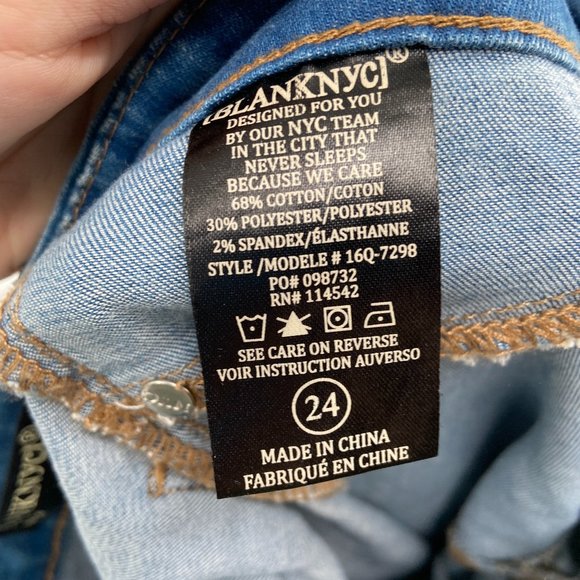 [BLANKNYC]®
DESIGNED FOR YOU
BY OUR NYC TEAM
IN THE CITY THAT
NEVER SLEEPS
BECAUSE WE CARE
68% COTTON/COTON
30% POLYESTER/POLYESTER
2% SPANDEX/ÉLASTHANNE
STYLE /MODELE # 16Q-7298
PO# 098732
RN# 114542
SEE CARE ON REVERSE
VOIR INSTRUCTION AUVERSO
24
MADE IN CHINA
FABRIQUÉ EN CHINE